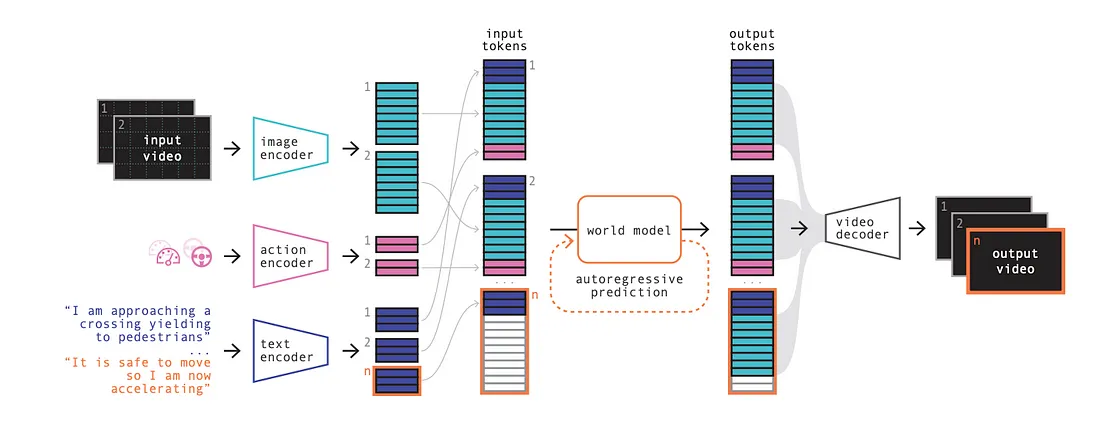 input
tokens
output
tokens
1
2
input
video
image
encoder
1
2
action
encoder
1
2
“I am approaching a
crossing yielding
to pedestrians”
...
“It is safe to move
so I am now
accelerating”
text
encoder
1
2
n
1
2
...
n
world model
autoregressive
prediction
...
video
decoder
1
2
n
output
video